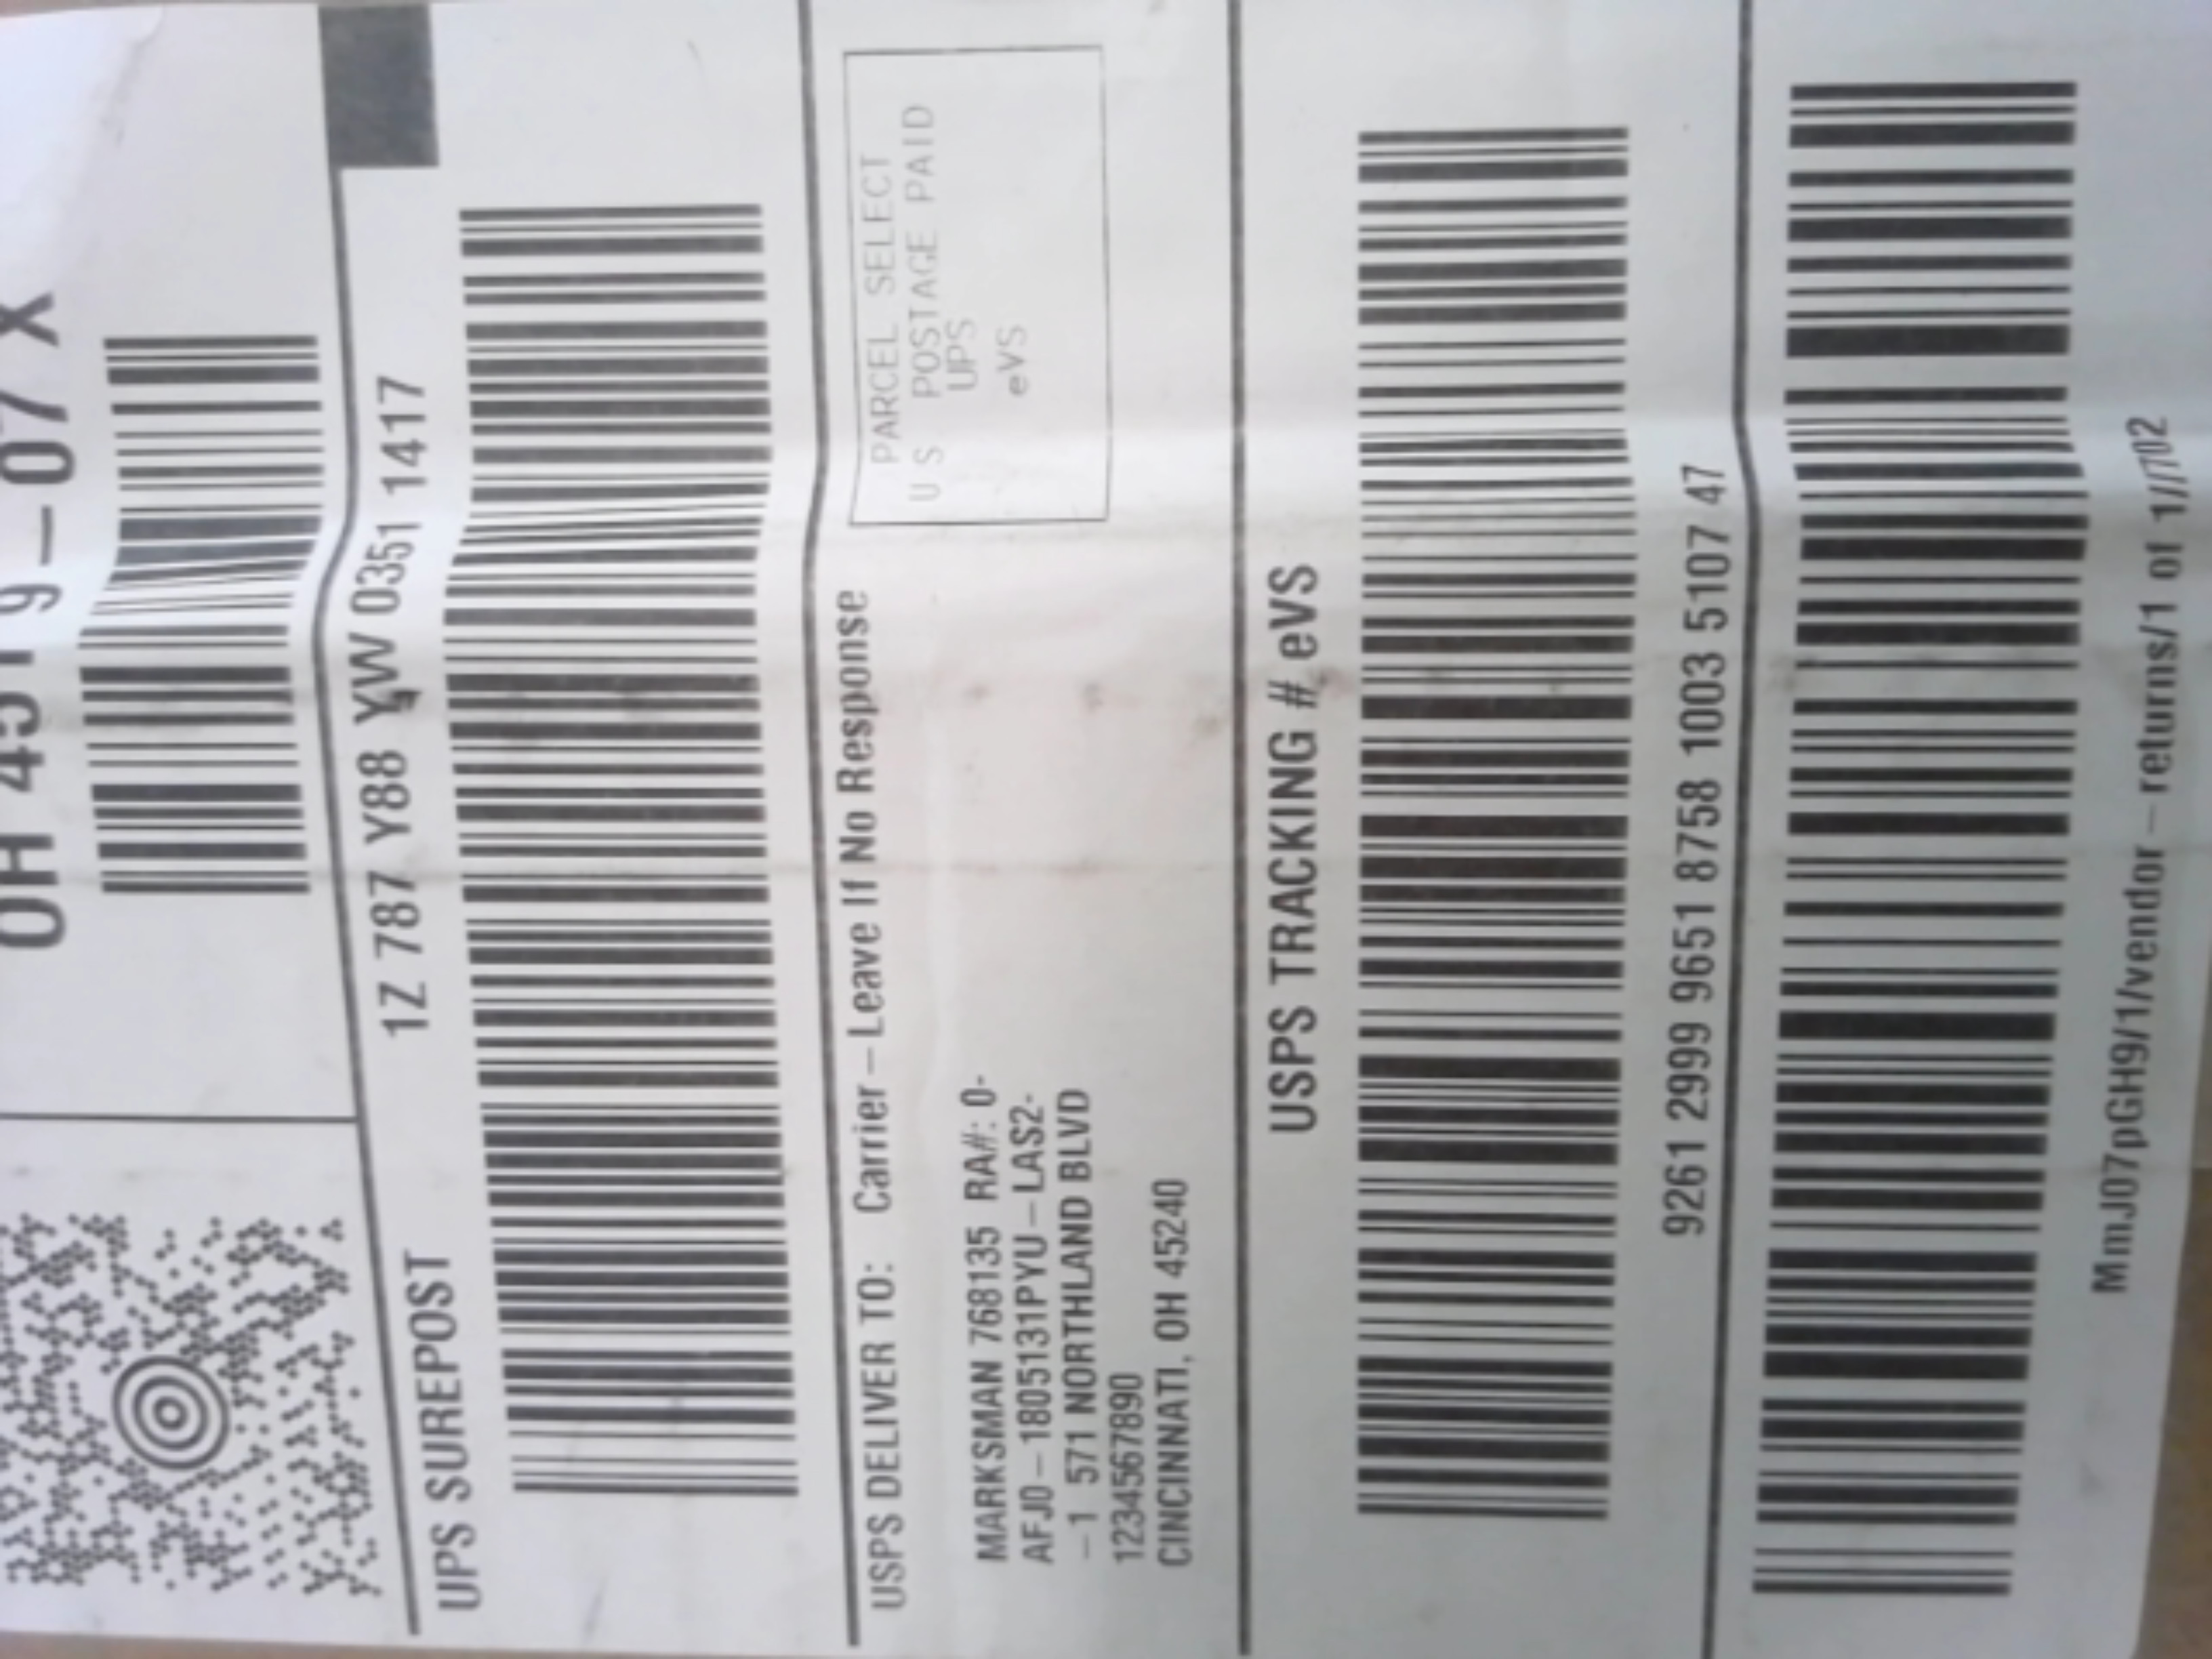 OH 451 9–07 X
1Z 787 Y88 YW 0351 1417
UPS SUREPOST
PARCEL SELECT
U S POSTAGE PAID
UPS
eVS
USPS DELIVER TO: Carrier–Leave If No Response
MARKSMAN 768135 RA#: 0-
AFJ0–1805131PYU–LAS2-
–1 571 NORTHLAND BLVD
1234567890
CINCINNATI, OH 45240
USPS TRACKING # eVS
9261 2999 9651 8758 1003 5107 47
MmJ07pGH9/1/vendor–returns/1 of 1//702